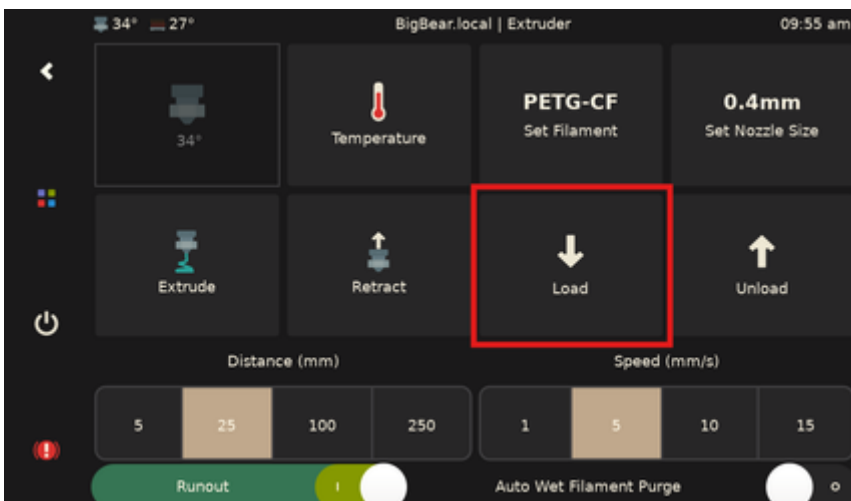 34° 27° BigBear.local | Extruder 09:55 am
34°
Temperature
PETG-CF
Set Filament
0.4mm
Set Nozzle Size
Extrude
Retract
Load
Unload
Distance (mm)
Speed (mm/s)
5 25 100 250
1 5 10 15
Runout
Auto Wet Filament Purge